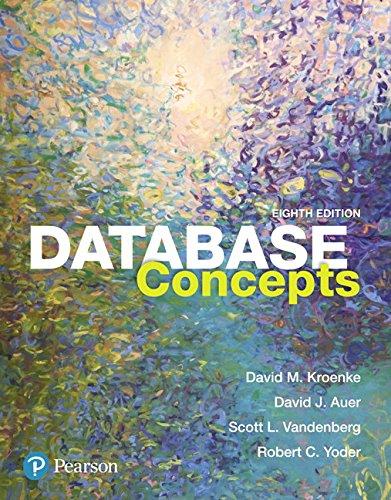 EIGHTH EDITION
DATABASE
Concepts
David M. Kroenke
David J. Auer
Scott L. Vandenberg
Robert C. Yoder
Pearson